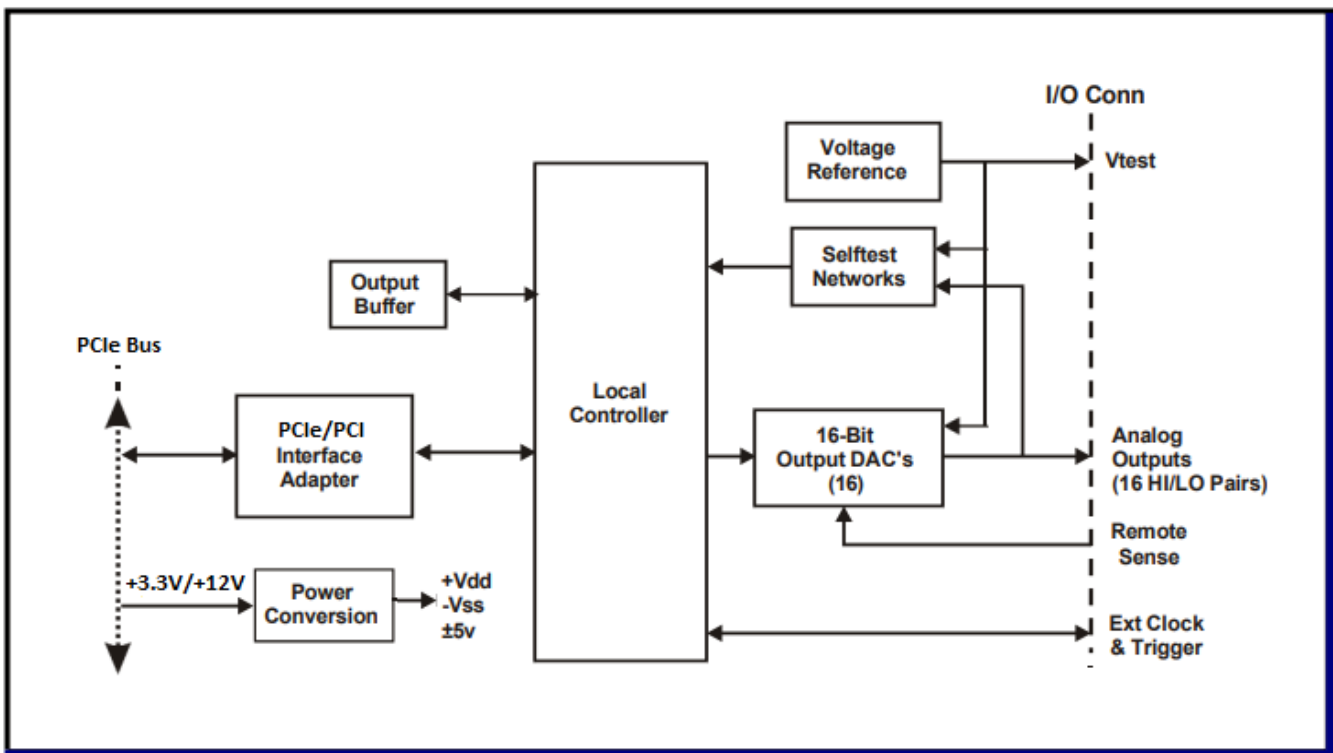 I/O Conn
Voltage
Reference
Vtest
Selftest
Networks
Output
Buffer
PCIe Bus
Local
Controller
PCIe/PCI
Interface
Adapter
16-Bit
Output DAC's
(16)
Analog
Outputs
(16 HI/LO Pairs)
Remote
Sense
+3.3V/+12V
Power
Conversion
+Vdd
-Vss
±5v
Ext Clock
& Trigger